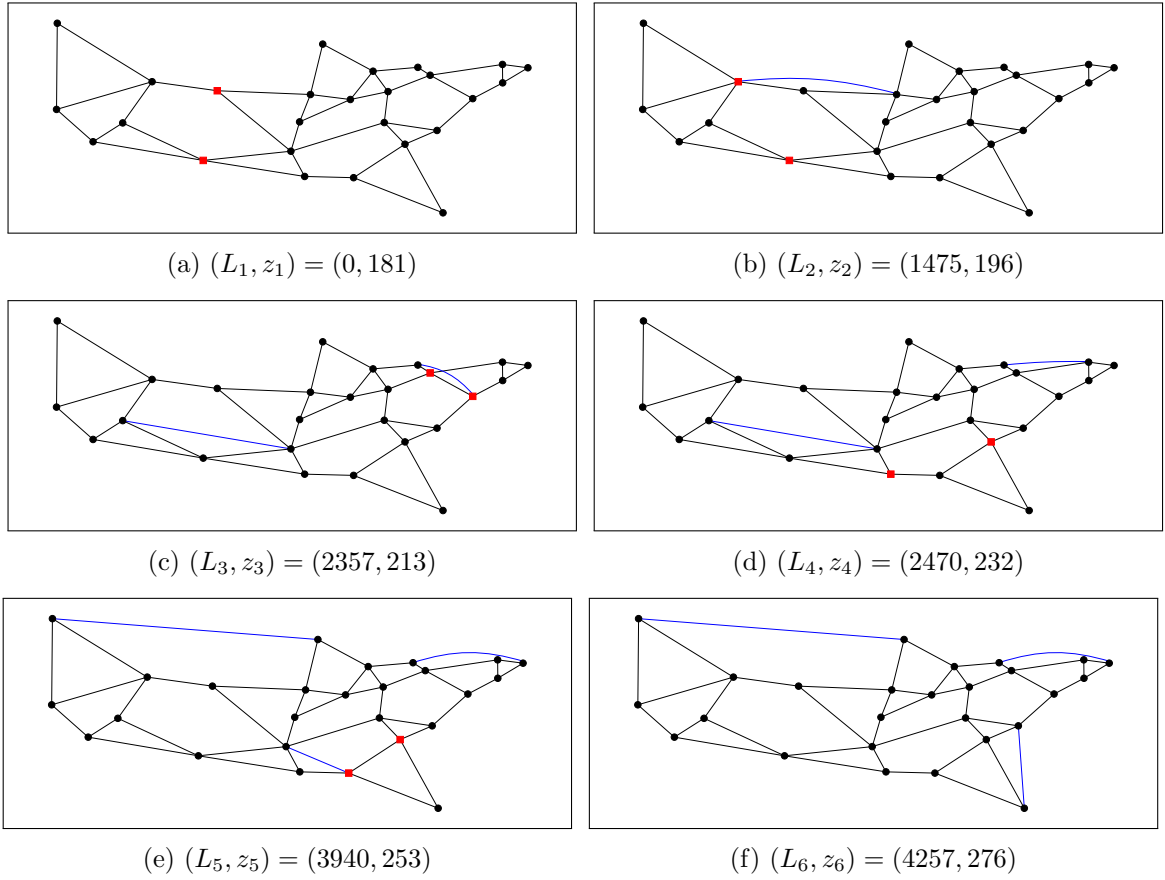 (a) (L₁, z₁) = (0, 181)
(b) (L₂, z₂) = (1475, 196)
(c) (L₃, z₃) = (2357, 213)
(d) (L₄, z₄) = (2470, 232)
(e) (L₅, z₅) = (3940, 253)
(f) (L₆, z₆) = (4257, 276)